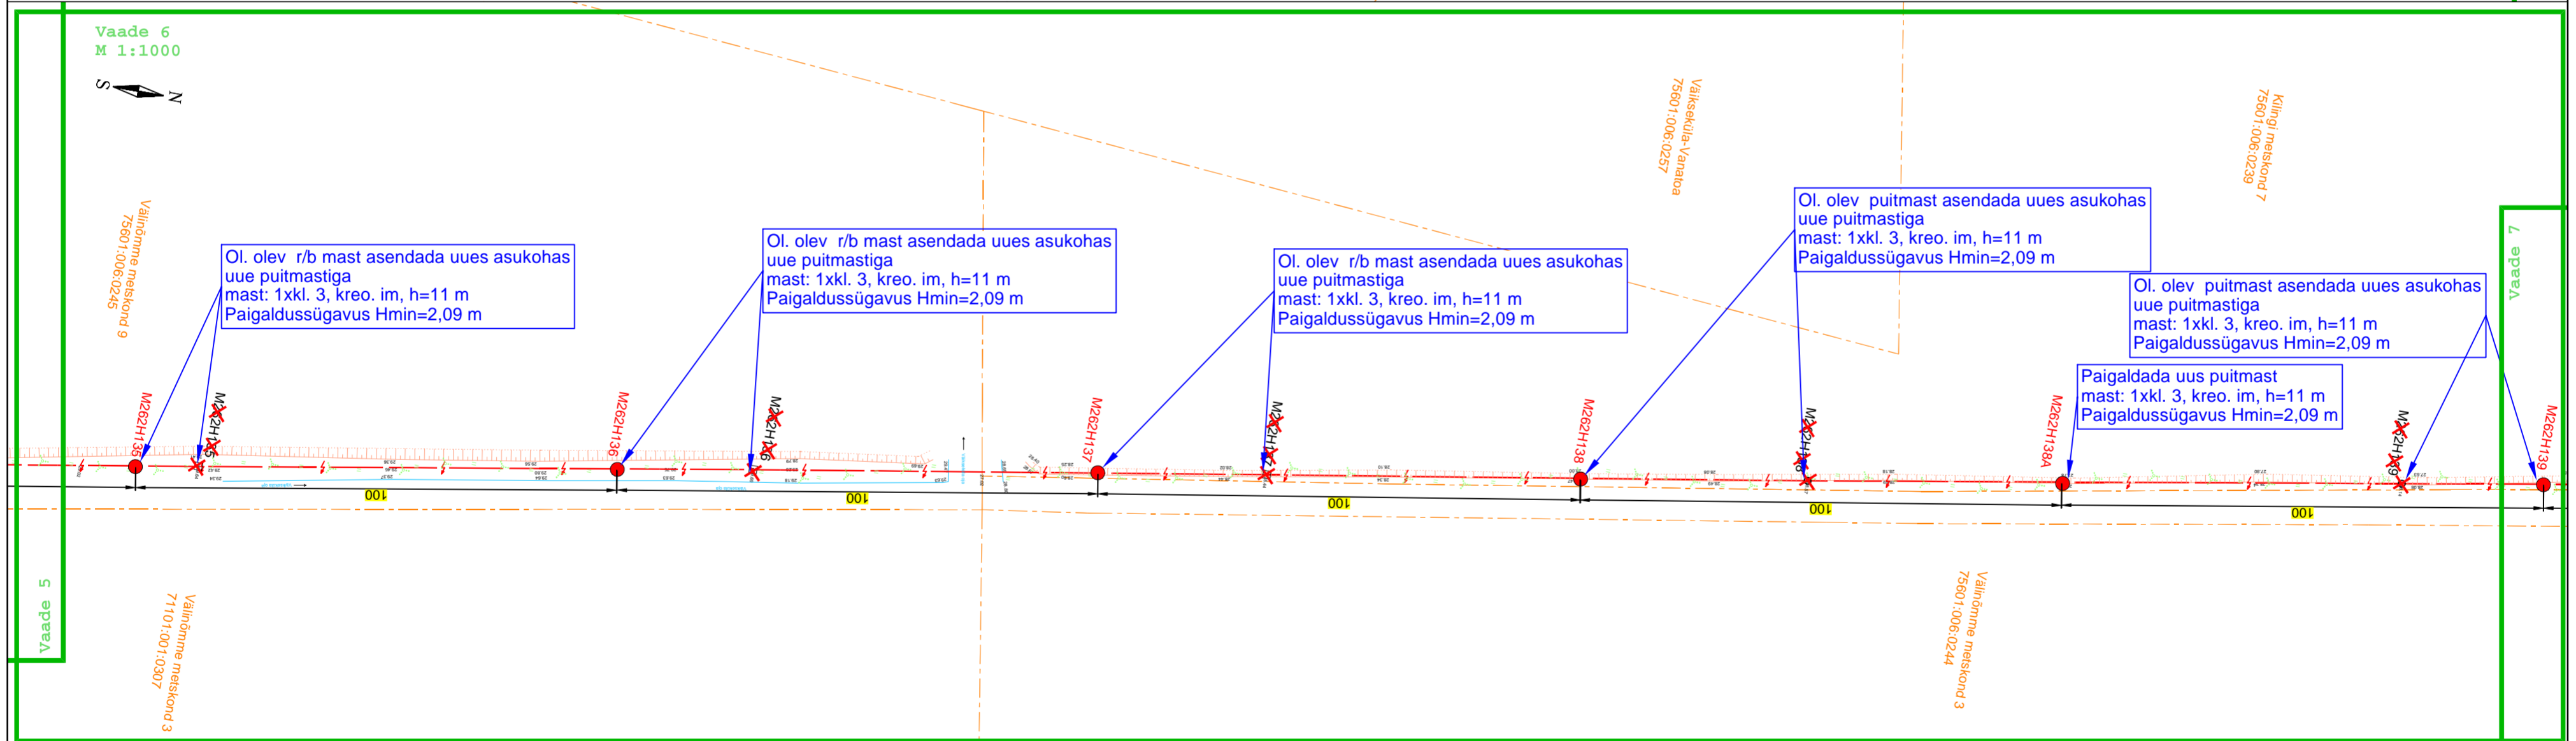 Vaade 6
M 1:1000
S
N
Välinõmme metskond 9
75601:006:0245
Ol. olev r/b mast asendada uues asukohas
uue puitmastiga
mast: 1xkl. 3, kreo. im, h=11 m
Paigaldussügavus Hmin=2,09 m
Ol. olev r/b mast asendada uues asukohas
uue puitmastiga
mast: 1xkl. 3, kreo. im, h=11 m
Paigaldussügavus Hmin=2,09 m
Ol. olev r/b mast asendada uues asukohas
uue puitmastiga
mast: 1xkl. 3, kreo. im, h=11 m
Paigaldussügavus Hmin=2,09 m
Väikseküla-Vanatoa
75601:006:0257
Ol. olev puitmast asendada uues asukohas
uue puitmastiga
mast: 1xkl. 3, kreo. im, h=11 m
Paigaldussügavus Hmin=2,09 m
Kilingi metskond 7
75601:006:0239
Ol. olev puitmast asendada uues asukohas
uue puitmastiga
mast: 1xkl. 3, kreo. im, h=11 m
Paigaldussügavus Hmin=2,09 m
Paigaldada uus puitmast
mast: 1xkl. 3, kreo. im, h=11 m
Paigaldussügavus Hmin=2,09 m
Vaade 7
M262H135
M262H135
M262H136
M262H136
M262H137
M262H137
M262H138
M262H138
M262H138A
M262H139
M262H139
100
100
100
100
100
Vaade 5
Välinõmme metskond 3
71101:001:0307
Välinõmme metskond 3
75601:006:0244